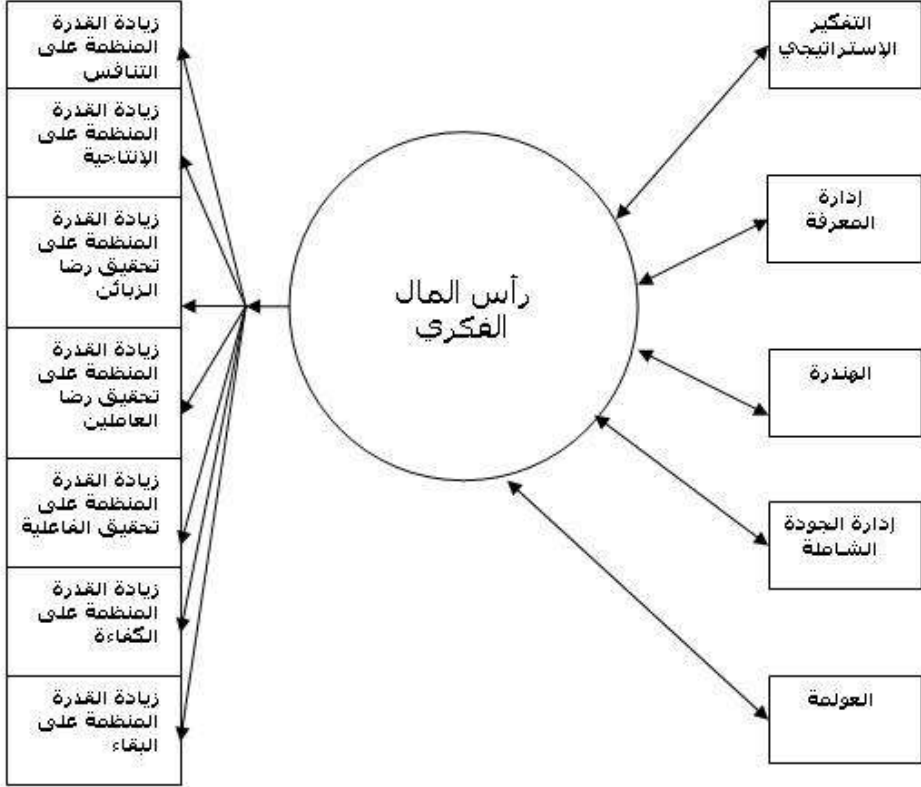 التفكير
الإستراتيجي
إدارة
المعرفة
الهندرة
إدارة الجودة
الشاملة
العولمة
رأس المال
الفكري
زيادة القدرة
المنظمة على
التنافس
زيادة القدرة
المنظمة على
الإنتاجية
زيادة القدرة
المنظمة على
تحقيق رضا
الزبائن
زيادة القدرة
المنظمة على
تحقيق رضا
العاملين
زيادة القدرة
المنظمة على
تحقيق الفاعلية
زيادة القدرة
المنظمة على
الكفاءة
زيادة القدرة
المنظمة على
البقاء